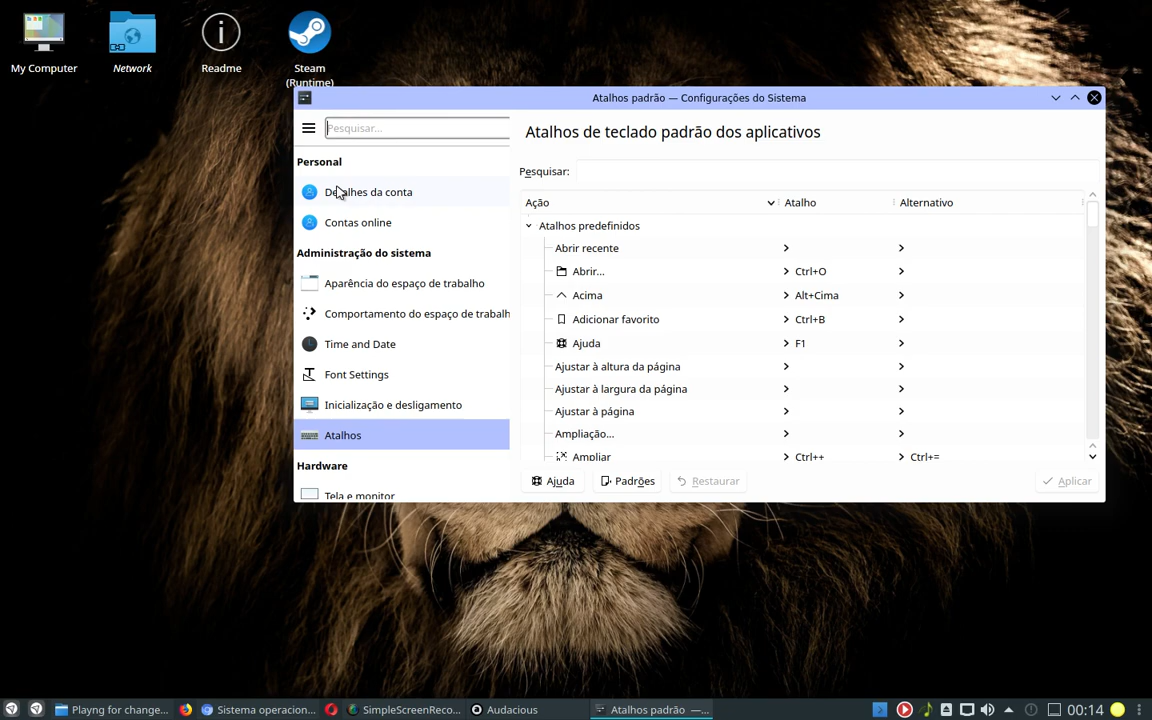 My Computer
Network
Readme
Steam
(Runtime)
Atalhos padrão — Configurações do Sistema
Pesquisar...
Personal
Detalhes da conta
Contas online
Administração do sistema
Aparência do espaço de trabalho
Comportamento do espaço de trabalh
Time and Date
Font Settings
Inicialização e desligamento
Atalhos
Hardware
Tela e monitor
Atalhos de teclado padrão dos aplicativos
Pesquisar:
Ação Atalho Alternativo
Atalhos predefinidos
Abrir recente
Abrir... Ctrl+O
Acima Alt+Cima
Adicionar favorito Ctrl+B
Ajuda F1
Ajustar à altura da página
Ajustar à largura da página
Ajustar à página
Ampliação...
Ampliar Ctrl++ Ctrl+=
Ajuda Padrões Restaurar Aplicar
Playng for change... Sistema operacion... SimpleScreenReco... Audacious Atalhos padrão —... 00:14